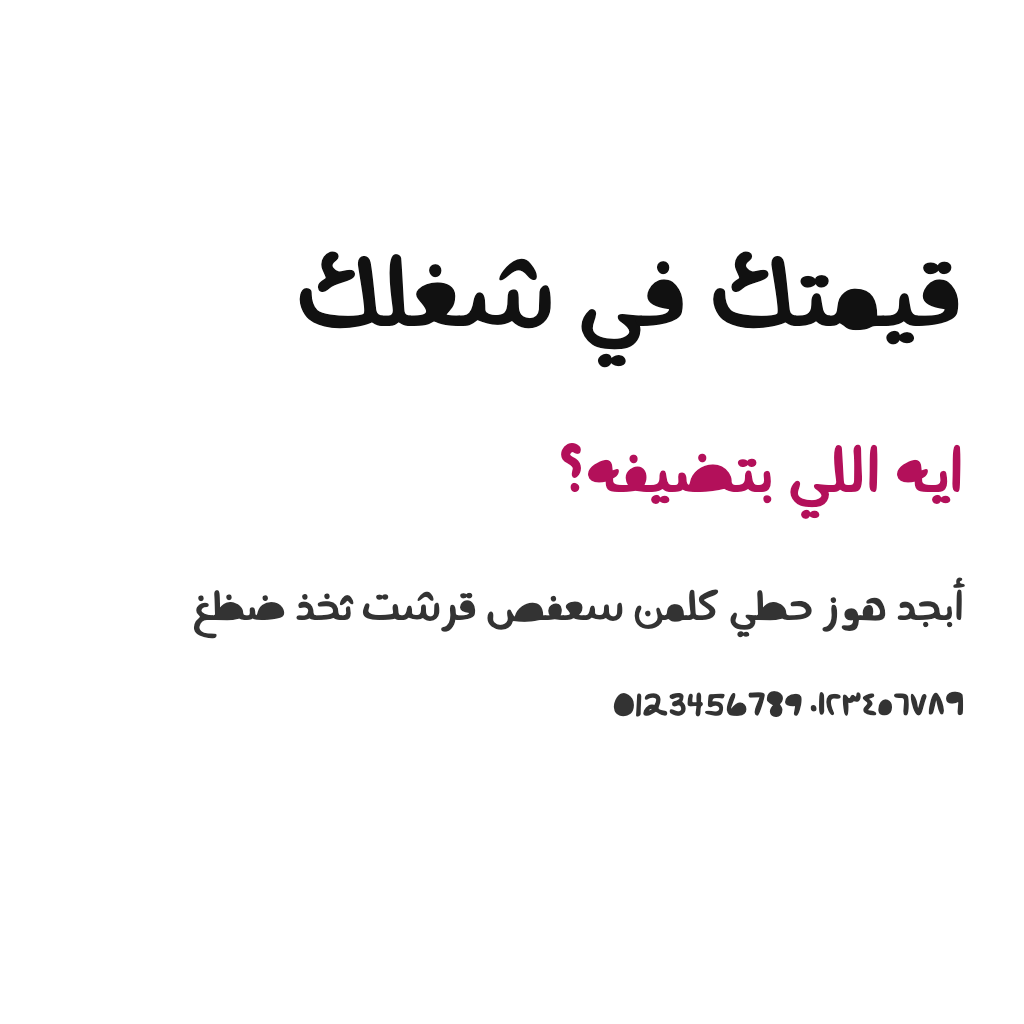 قيمتك في شغلك
ايه اللي بتضيفه؟
أبجد هوز حطي كلمن سعفص قرشت ثخذ ضظغ
0123456789 ٠١٢٣٤٥٦٧٨٩